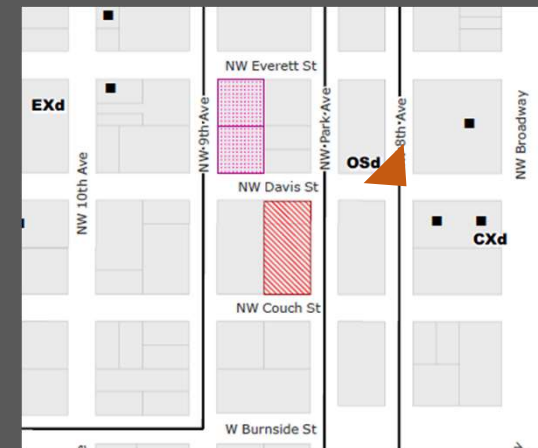 NW Everett St
EXd
NW 10th Ave
NW 9th Ave
NW Park Ave
8th Ave
NW Broadway
OSd
NW Davis St
CXd
NW Couch St
W Burnside St